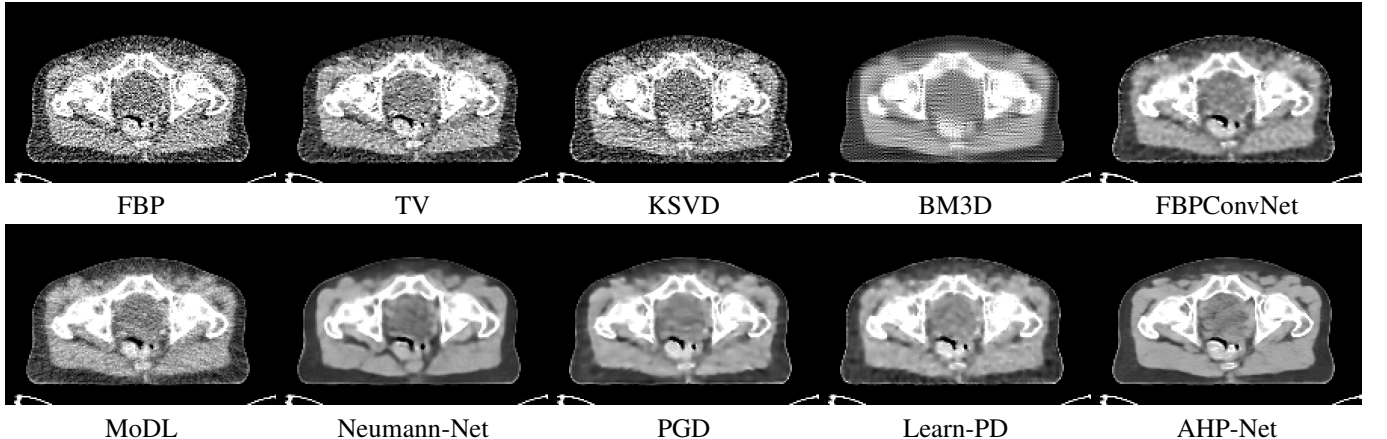 FBP TV KSVD BM3D FBPConvNet
MoDL Neumann-Net PGD Learn-PD AHP-Net